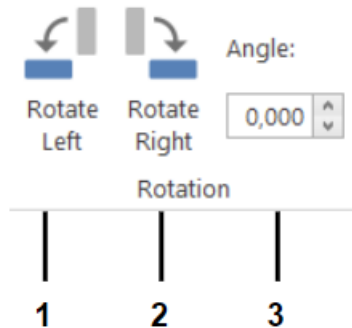 Rotate Left
Rotate Right
Angle:
0,000
Rotation
1 2 3